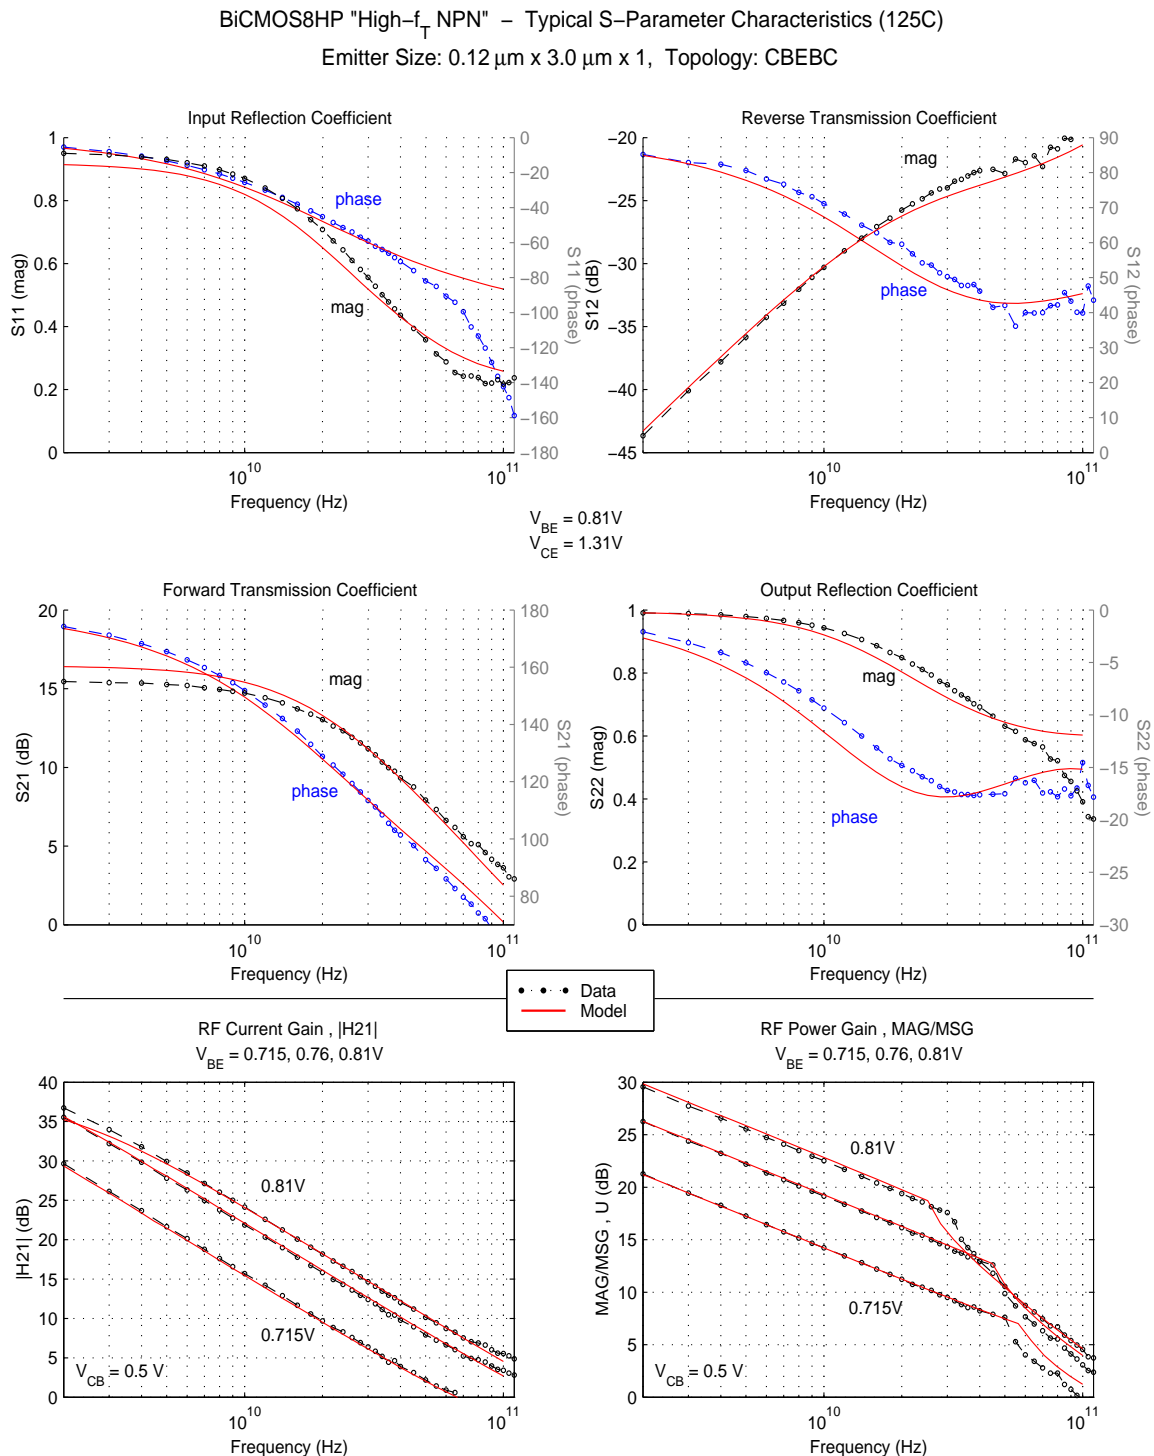 BiCMOS8HP "High−fT NPN" − Typical S−Parameter Characteristics (125C)
Emitter Size: 0.12 μm x 3.0 μm x 1, Topology: CBEBC
Input Reflection Coefficient
1
0.8
0.6
0.4
0.2
0
S11 (mag)
phase
mag
0
−20
−40
−60
−80
−100
−120
−140
−160
−180
S11 (phase)
10^10
10^11
Frequency (Hz)
Reverse Transmission Coefficient
−20
−25
−30
−35
−40
−45
S12 (dB)
mag
phase
90
80
70
60
50
40
30
20
10
0
S12 (phase)
10^10
10^11
Frequency (Hz)
VBE = 0.81V
VCE = 1.31V
Forward Transmission Coefficient
20
15
10
5
0
S21 (dB)
mag
phase
180
160
140
120
100
80
S21 (phase)
10^10
10^11
Frequency (Hz)
Output Reflection Coefficient
1
0.8
0.6
0.4
0.2
0
S22 (mag)
mag
phase
0
−5
−10
−15
−20
−25
−30
S22 (phase)
10^10
10^11
Frequency (Hz)
Data
Model
RF Current Gain , |H21|
VBE = 0.715, 0.76, 0.81V
40
35
30
25
20
15
10
5
0
|H21| (dB)
0.81V
0.715V
VCB = 0.5 V
10^10
10^11
Frequency (Hz)
RF Power Gain , MAG/MSG
VBE = 0.715, 0.76, 0.81V
30
25
20
15
10
5
0
MAG/MSG , U (dB)
0.81V
0.715V
VCB = 0.5 V
10^10
10^11
Frequency (Hz)